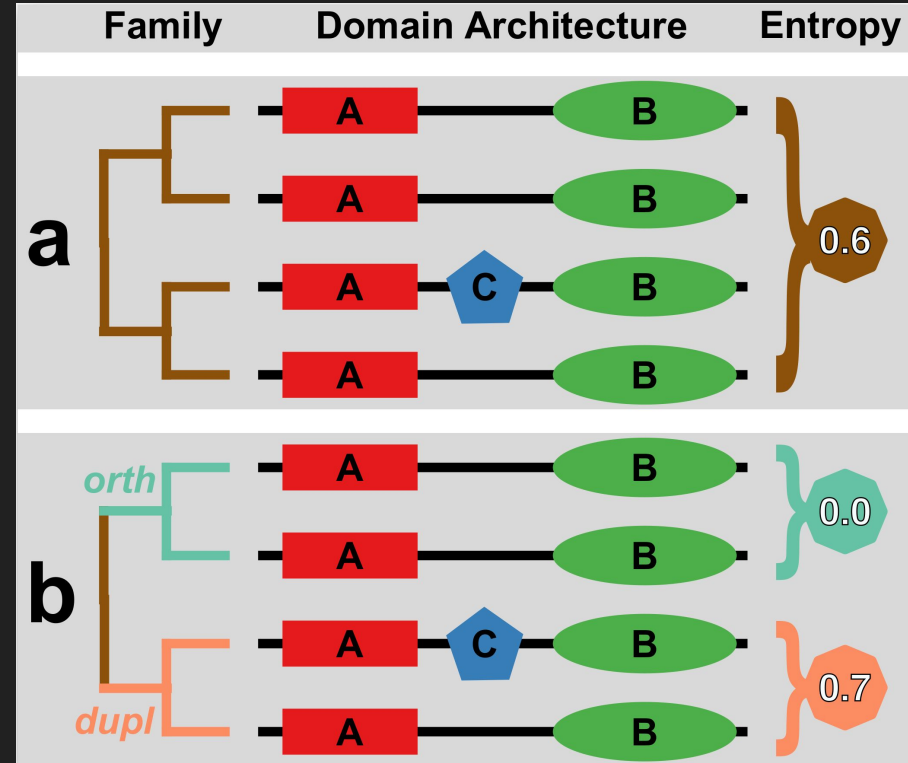 Family Domain Architecture Entropy
A B
A B
a 0.6
A C B
A B
orth A B
0.0
A B
b
A C B
0.7
dupl A B